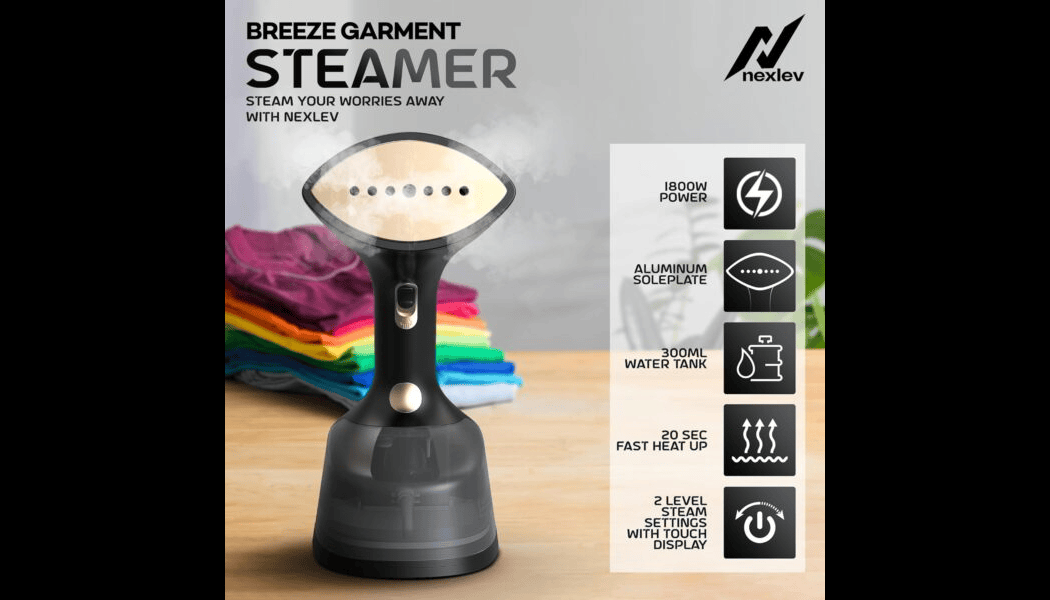 BREEZE GARMENT
STEAMER
STEAM YOUR WORRIES AWAY
WITH NEXLEV
nexlev
1800W
POWER
ALUMINUM
SOLEPLATE
300ML
WATER TANK
20 SEC
FAST HEAT UP
2 LEVEL
STEAM
SETTINGS
WITH TOUCH
DISPLAY